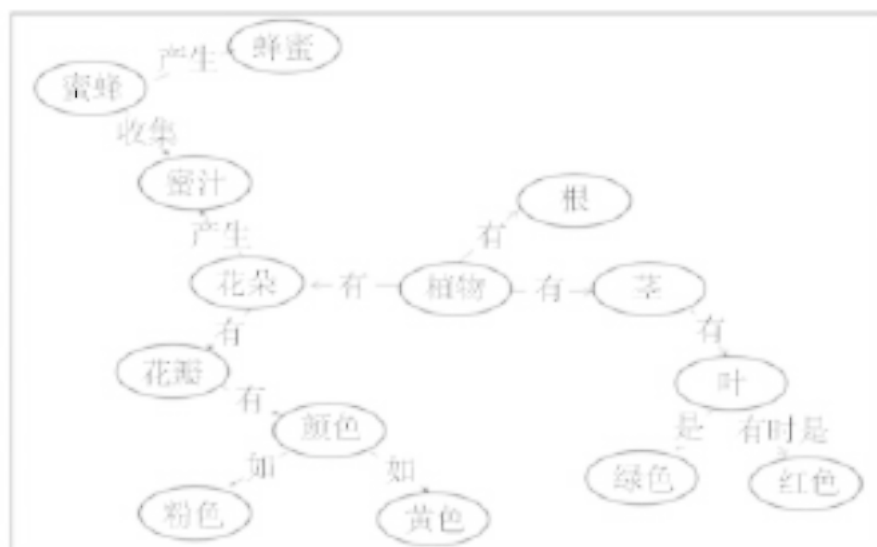 产生
蜂蜜
蜜蜂
收集
蜜汁
产生
根
有
花朵
有
植物
有
茎
有
有
花瓣
叶
有
颜色
是
有时是
如
如
绿色
红色
粉色
黄色